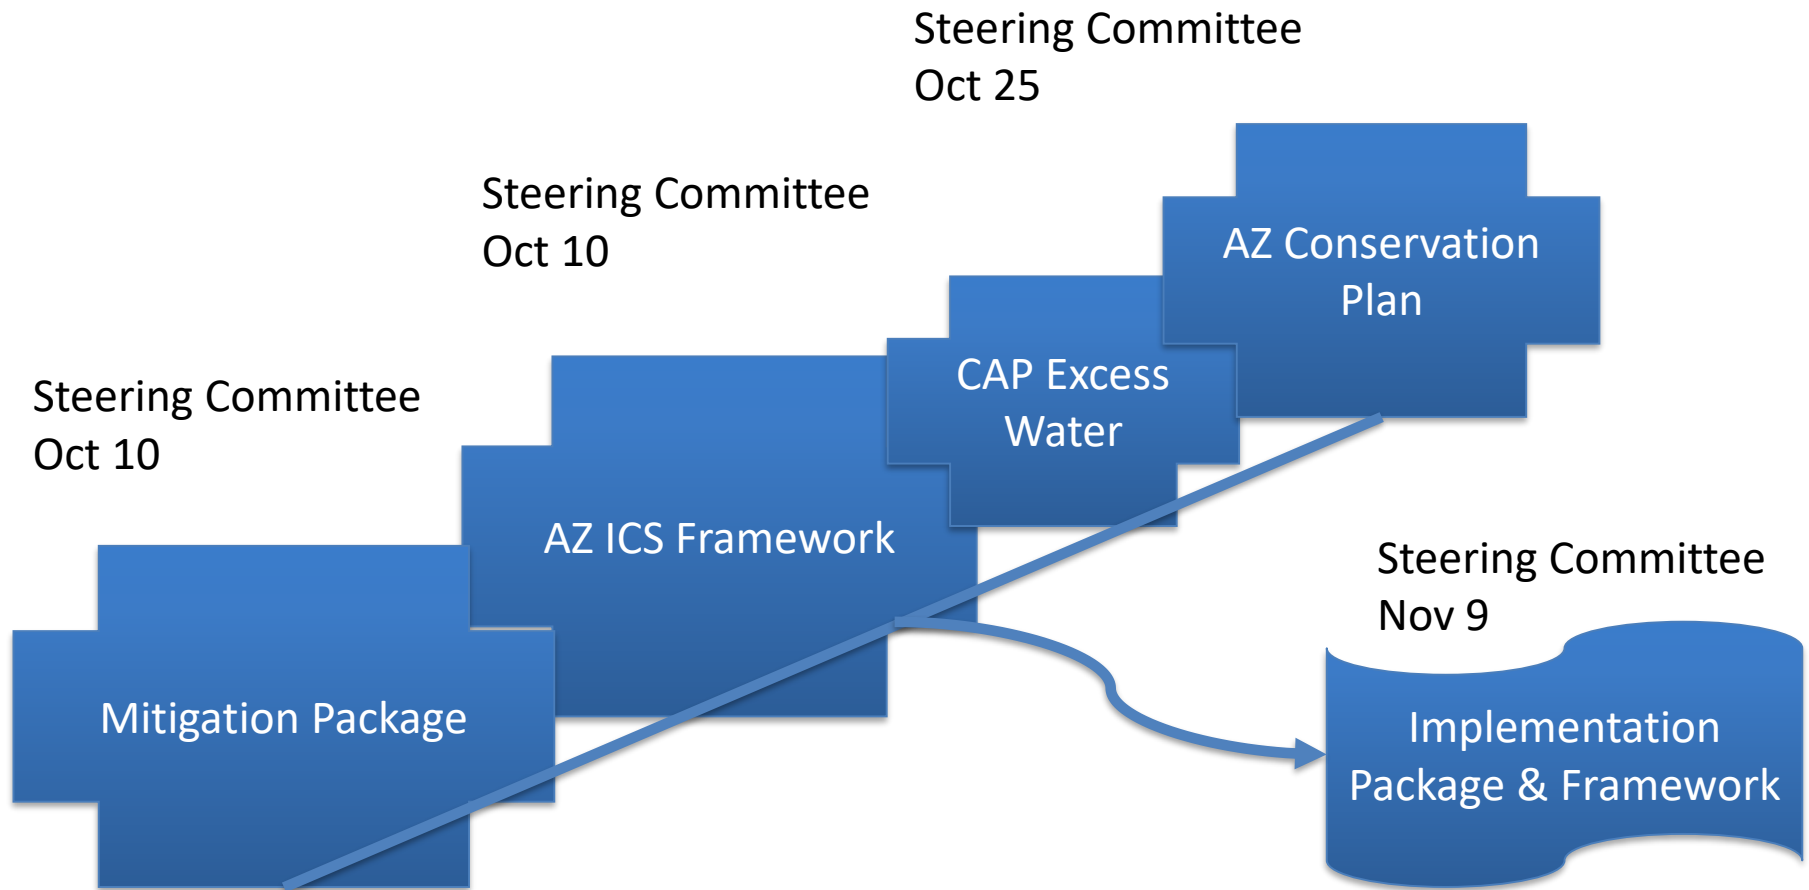 Steering Committee
Oct 25
Steering Committee
Oct 10
Steering Committee
Oct 10
AZ Conservation
Plan
CAP Excess
Water
AZ ICS Framework
Mitigation Package
Steering Committee
Nov 9
Implementation
Package & Framework